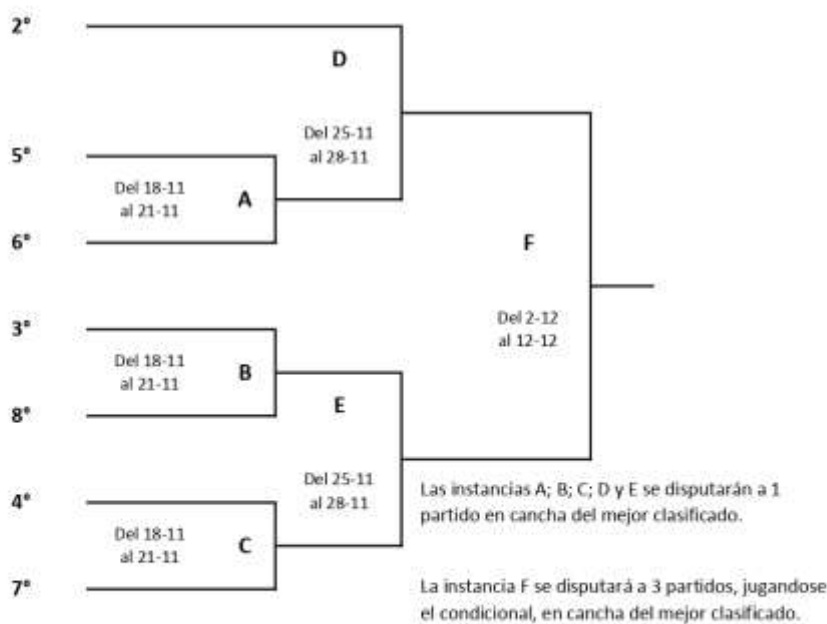 2°
D
Del 25-11
al 28-11
5°
Del 18-11
al 21-11
A
6°
F
Del 2-12
al 12-12
3°
Del 18-11
al 21-11
B
8°
E
Del 25-11
al 28-11
4°
Del 18-11
al 21-11
C
7°
Las instancias A; B; C; D y E se disputarán a 1
partido en cancha del mejor clasificado.
La instancia F se disputará a 3 partidos, jugandose
el condicional, en cancha del mejor clasificado.